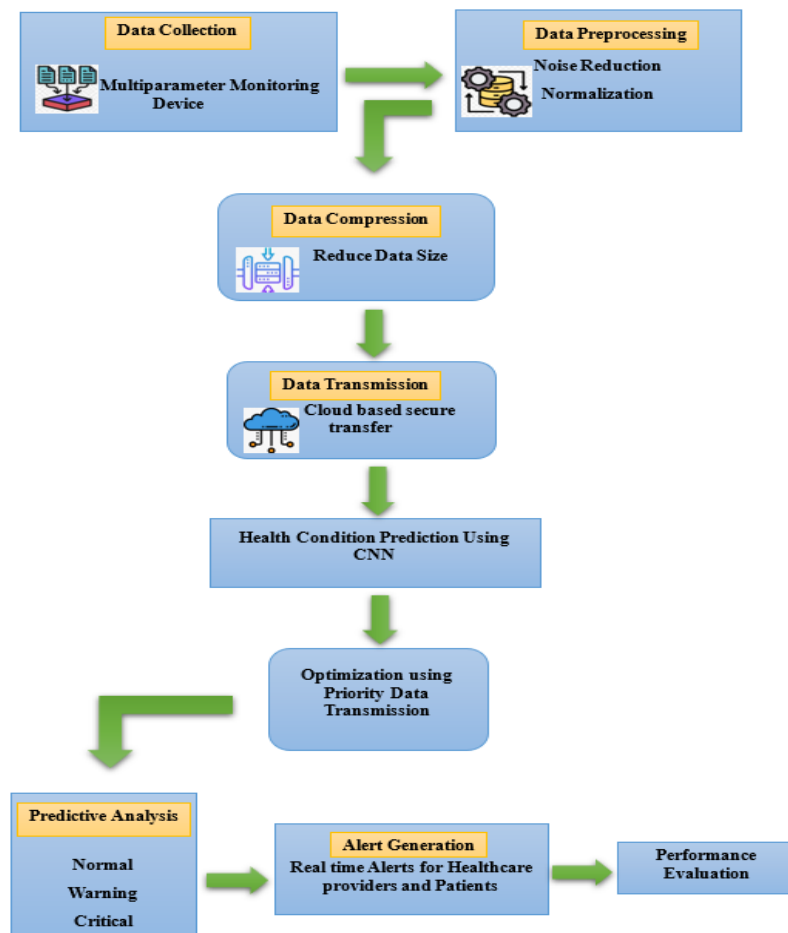 Data Collection
Multiparameter Monitoring
Device
Data Preprocessing
Noise Reduction
Normalization
Data Compression
Reduce Data Size
Data Transmission
Cloud based secure
transfer
Health Condition Prediction Using
CNN
Optimization using
Priority Data
Transmission
Predictive Analysis
Normal
Warning
Critical
Alert Generation
Real time Alerts for Healthcare
providers and Patients
Performance
Evaluation